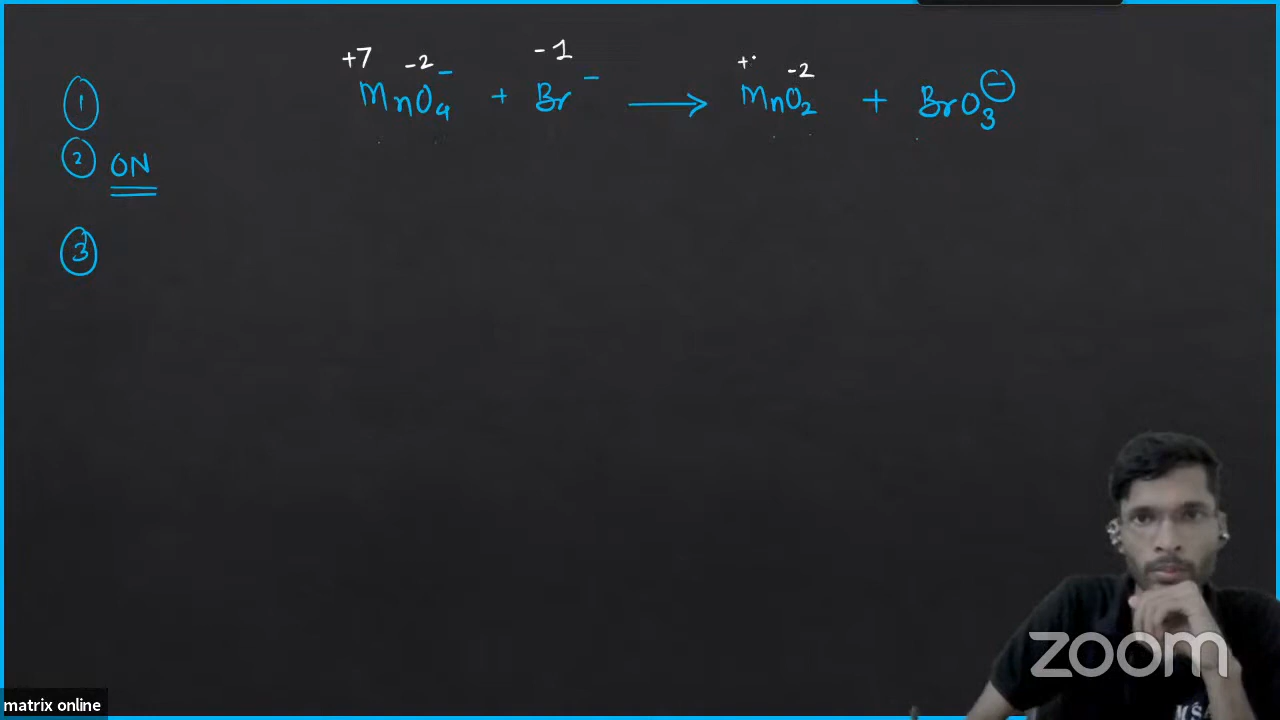 +7 -2 -1 +· -2
① MnO₄⁻ + Br⁻ ⟶ MnO₂ + BrO₃⊖
② ON
③
zoom
matrix online